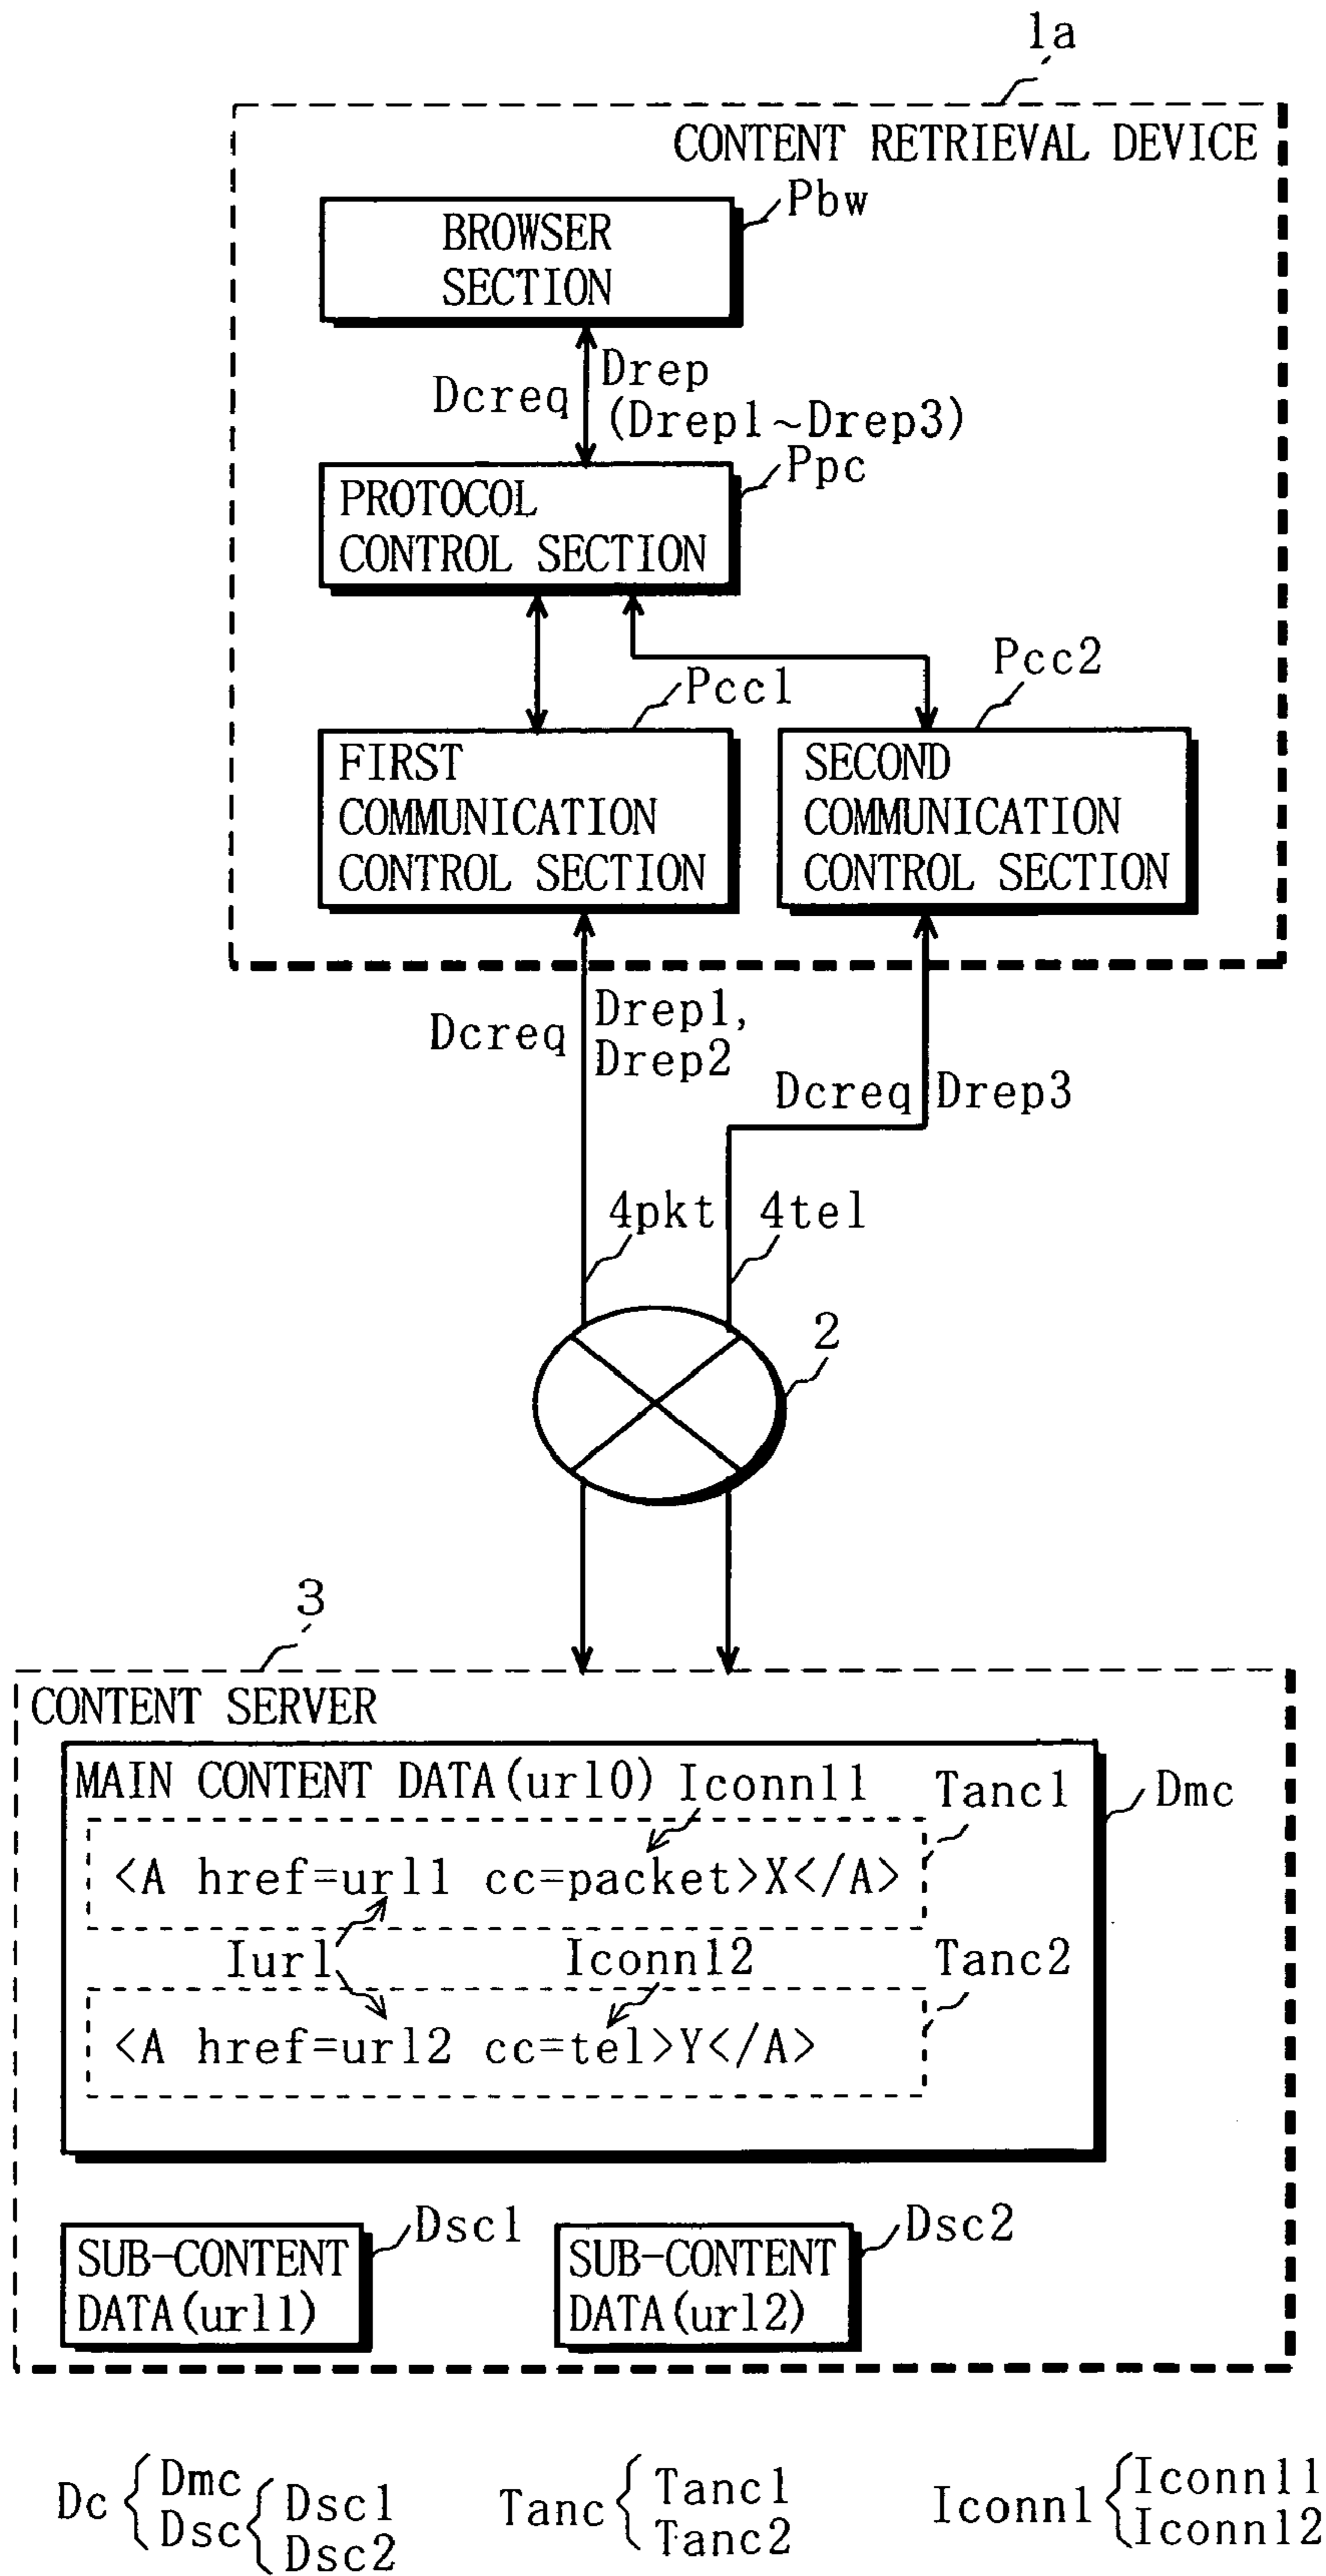 1a
CONTENT RETRIEVAL DEVICE
Pbw
BROWSER
SECTION
Dcreq
Drep
(Drep1~Drep3)
Ppc
PROTOCOL
CONTROL SECTION
Pcc1
Pcc2
FIRST
COMMUNICATION
CONTROL SECTION
SECOND
COMMUNICATION
CONTROL SECTION
Dcreq
Drep1,
Drep2
Dcreq
Drep3
4pkt
4tel
2
3
CONTENT SERVER
MAIN CONTENT DATA(url0)
Iconn11
Tanc1
Dmc
<A href=url1 cc=packet>X</A>
Iurl
Iconn12
Tanc2
<A href=url2 cc=tel>Y</A>
Dsc1
SUB-CONTENT
DATA(url1)
Dsc2
SUB-CONTENT
DATA(url2)
Dc { Dmc
Dsc { Dsc1
Dsc2
Tanc { Tanc1
Tanc2
Iconn1 { Iconn11
Iconn12